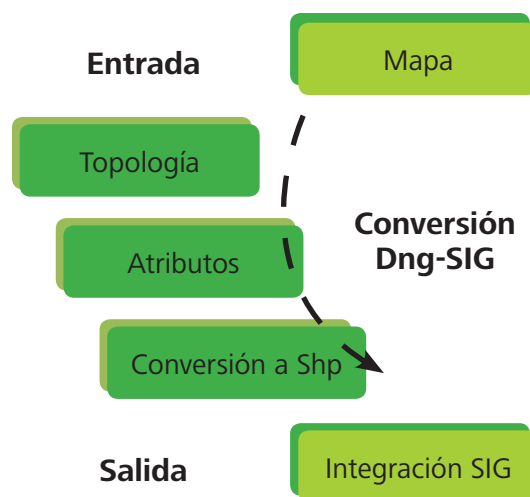 Entrada
Mapa
Topología
Conversión
Dng-SIG
Atributos
Conversión a Shp
Salida
Integración SIG